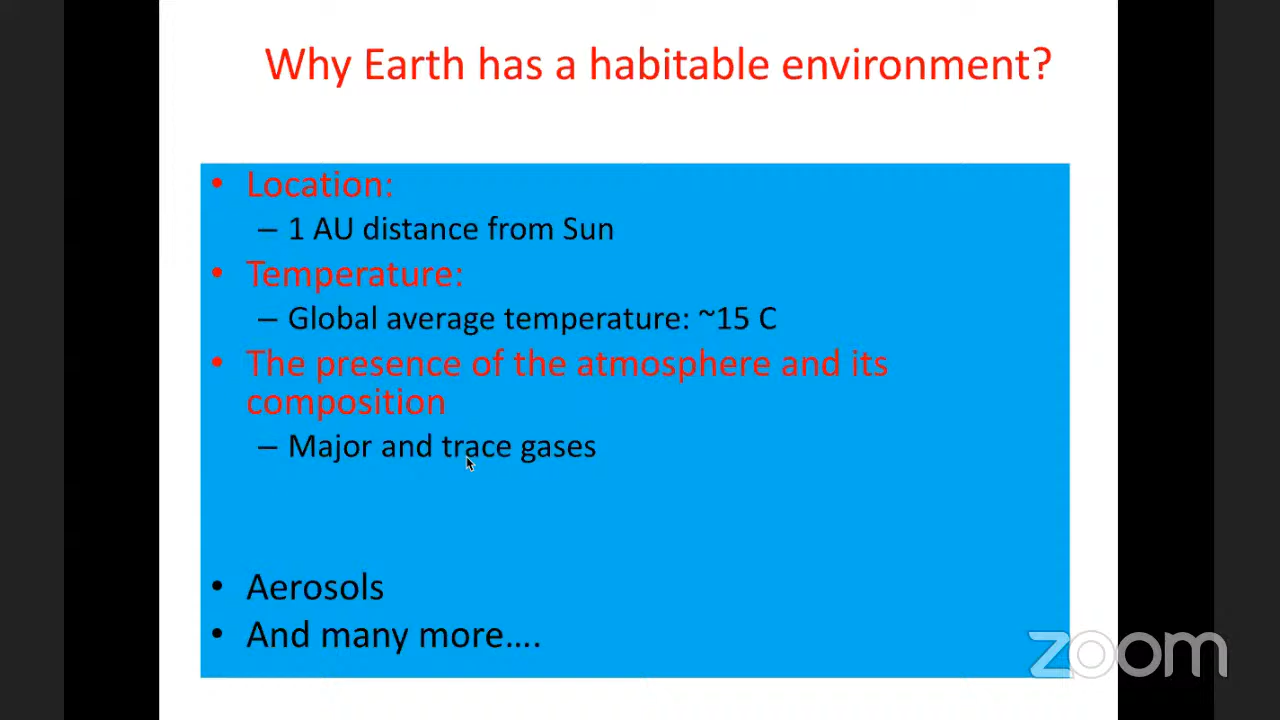 Why Earth has a habitable environment?
• Location:
– 1 AU distance from Sun
• Temperature:
– Global average temperature: ~15 C
• The presence of the atmosphere and its
composition
– Major and trace gases
• Aerosols
• And many more….
zoom